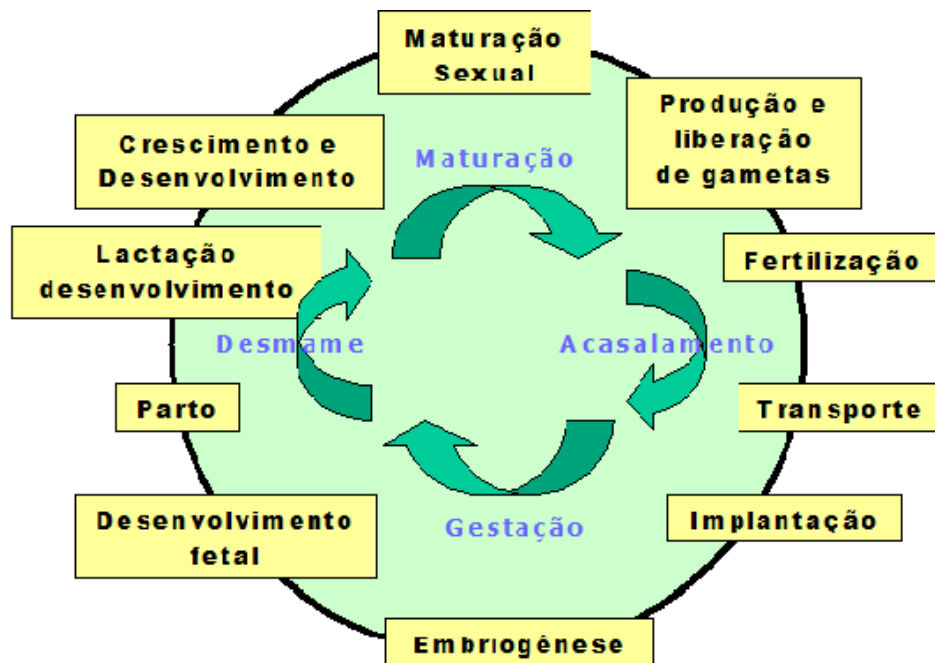 Maturação
Sexual
Produção e
liberação
de gametas
Crescimento e
Desenvolvimento
Maturação
Lactação
desenvolvimento
Fertilização
Desmame
Acasalamento
Parto
Transporte
Desenvolvimento
fetal
Gestação
Implantação
Embriogênese